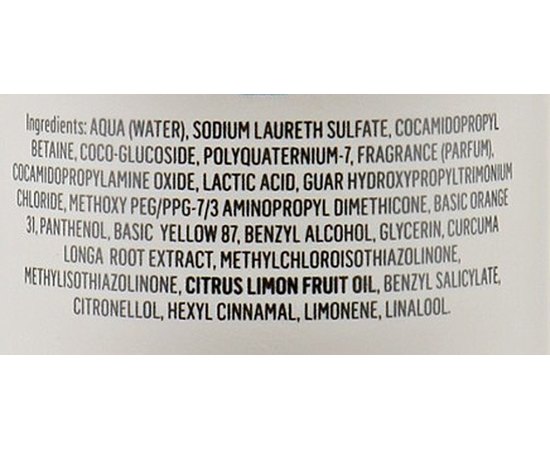 Ingredients: AQUA (WATER), SODIUM LAURETH SULFATE, COCAMIDOPROPYL
BETAINE, COCO-GLUCOSIDE, POLYQUATERNIUM-7, FRAGRANCE (PARFUM),
COCAMIDOPROPYLAMINE OXIDE, LACTIC ACID, GUAR HYDROXYPROPYLTRIMONIUM
CHLORIDE, METHOXY PEG/PPG-7/3 AMINOPROPYL DIMETHICONE, BASIC ORANGE
31, PANTHENOL, BASIC YELLOW 87, BENZYL ALCOHOL, GLYCERIN, CURCUMA
LONGA ROOT EXTRACT, METHYLCHLOROISOTHIAZOLINONE,
METHYLISOTHIAZOLINONE, CITRUS LIMON FRUIT OIL, BENZYL SALICYLATE,
CITRONELLOL, HEXYL CINNAMAL, LIMONENE, LINALOOL.